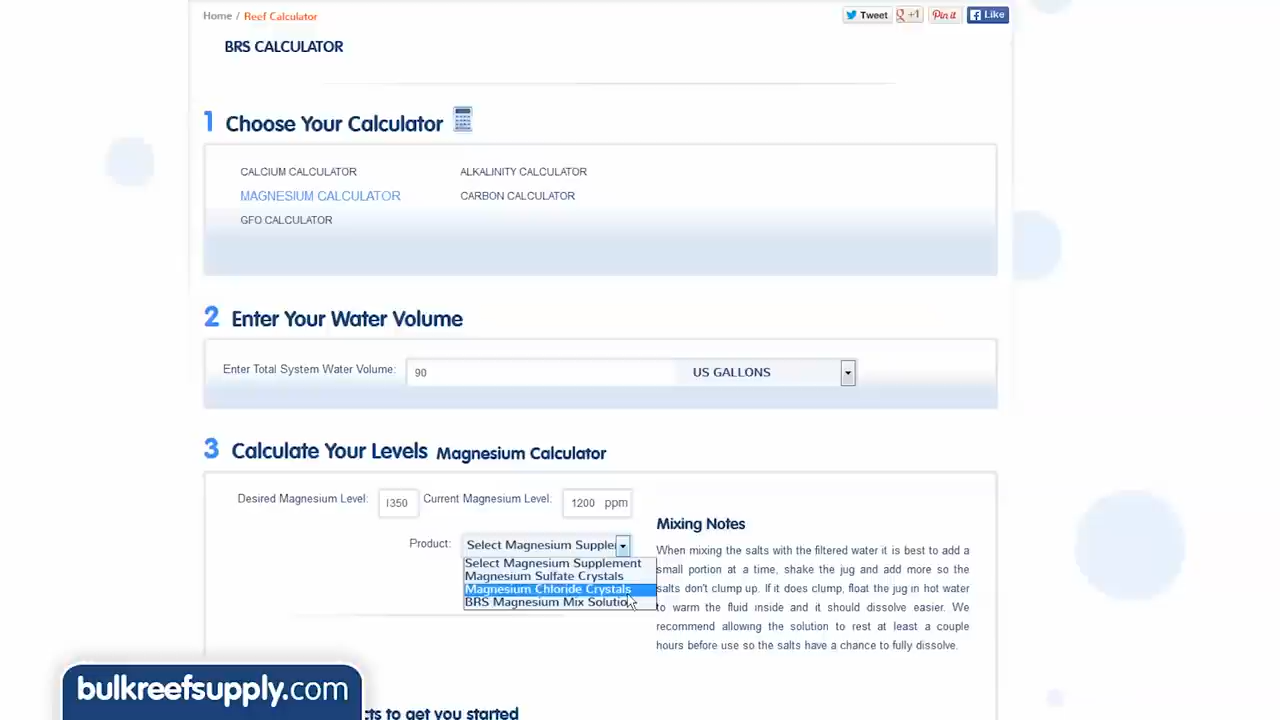 Home / Reef Calculator
Tweet
+1
Pin it
Like
BRS CALCULATOR
1 Choose Your Calculator
CALCIUM CALCULATOR
ALKALINITY CALCULATOR
MAGNESIUM CALCULATOR
CARBON CALCULATOR
GFO CALCULATOR
2 Enter Your Water Volume
Enter Total System Water Volume: 90 US GALLONS
3 Calculate Your Levels Magnesium Calculator
Desired Magnesium Level: 1350 Current Magnesium Level: 1200 ppm
Product: Select Magnesium Supple
Select Magnesium Supplement
Magnesium Sulfate Crystals
Magnesium Chloride Crystals
BRS Magnesium Mix Solutio
Mixing Notes
When mixing the salts with the filtered water it is best to add a
small portion at a time, shake the jug and add more so the
salts don't clump up. If it does clump, float the jug in hot water
to warm the fluid inside and it should dissolve easier. We
recommend allowing the solution to rest at least a couple
hours before use so the salts have a chance to fully dissolve.
bulkreefsupply.com
cts to get you started